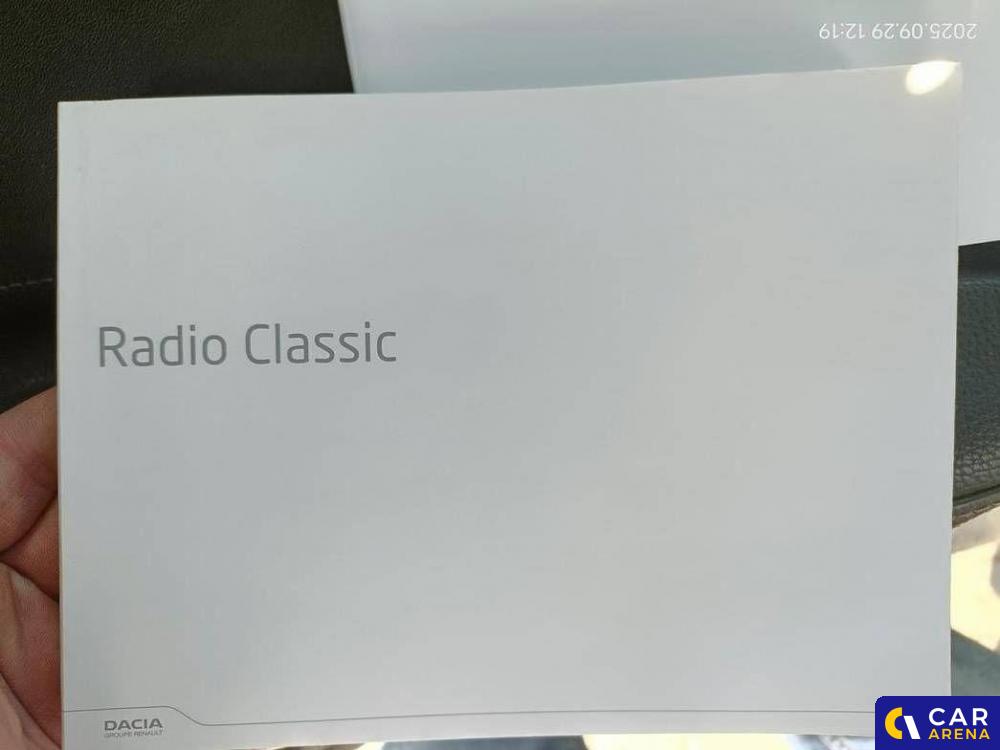 2025.09.29 12:19
Radio Classic
DACIA
GROUPE RENAULT
CAR
ARENA